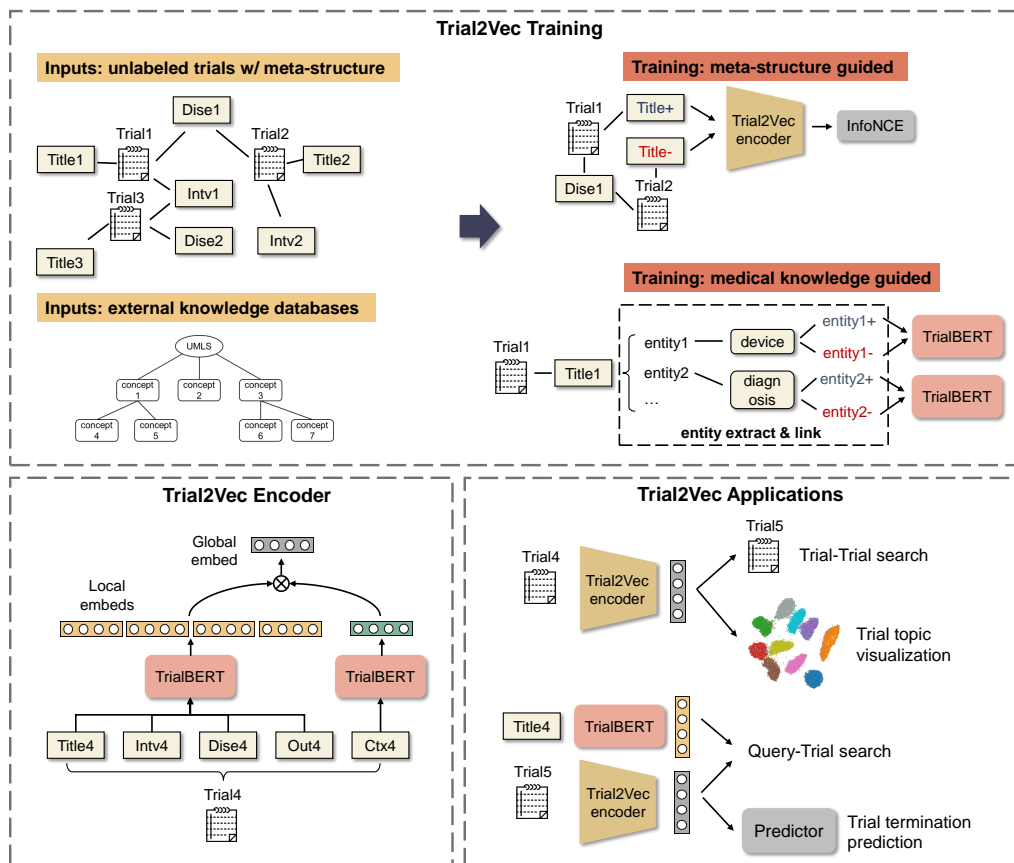 Trial2Vec Training
Inputs: unlabeled trials w/ meta-structure
Dise1
Trial1
Trial2
Title1
Title2
Intv1
Trial3
Dise2
Intv2
Title3
Inputs: external knowledge databases
UMLS
concept
1
concept
2
concept
3
concept
4
concept
5
concept
6
concept
7
Training: meta-structure guided
Trial1
Title+
Title-
Trial2Vec
encoder
InfoNCE
Dise1
Trial2
Training: medical knowledge guided
Trial1
Title1
entity1
entity2
...
device
diagn
osis
entity1+
entity1-
entity2+
entity2-
TrialBERT
TrialBERT
entity extract & link
Trial2Vec Encoder
Global
embed
Local
embeds
TrialBERT
TrialBERT
Title4
Intv4
Dise4
Out4
Ctx4
Trial4
Trial2Vec Applications
Trial4
Trial2Vec
encoder
Trial5
Trial-Trial search
Trial topic
visualization
Title4
TrialBERT
Trial5
Trial2Vec
encoder
Query-Trial search
Predictor
Trial termination
prediction